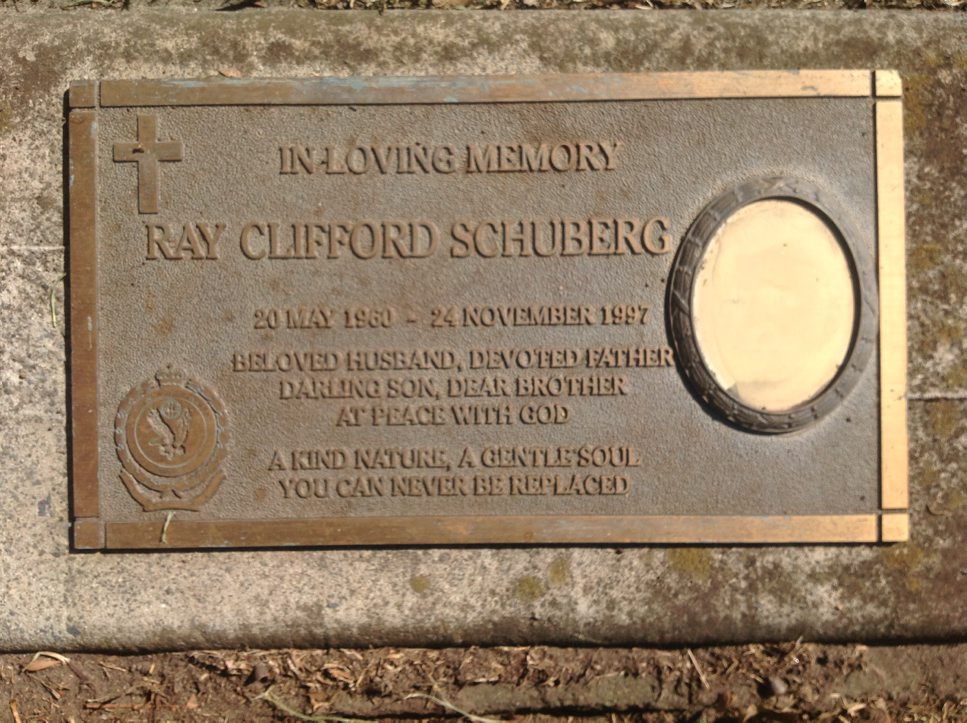 IN LOVING MEMORY
RAY CLIFFORD SCHUBERG
20 MAY 1960 - 24 NOVEMBER 1997
BELOVED HUSBAND, DEVOTED FATHER
DARLING SON, DEAR BROTHER
AT PEACE WITH GOD
A KIND NATURE, A GENTLE SOUL
YOU CAN NEVER BE REPLACED